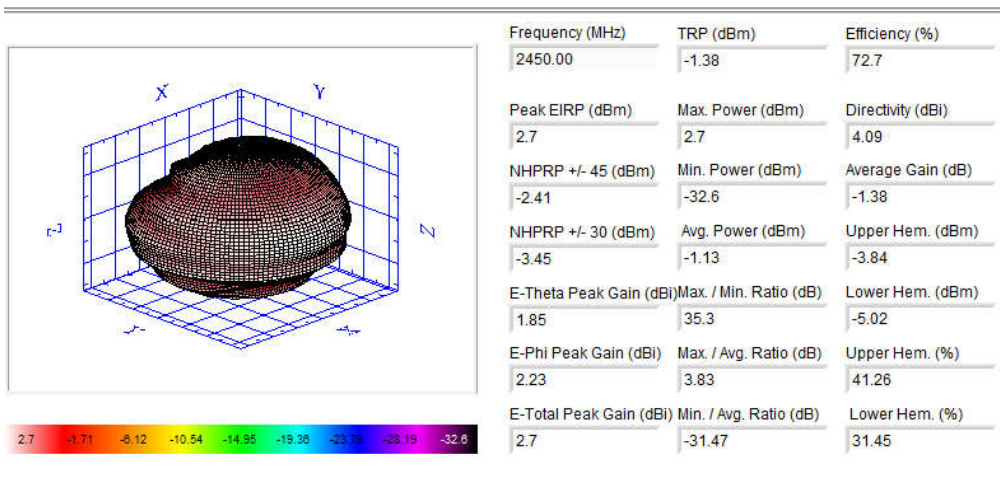 Frequency (MHz) TRP (dBm) Efficiency (%)
2450.00 -1.38 72.7
X Y
Peak EIRP (dBm) Max. Power (dBm) Directivity (dBi)
2.7 2.7 4.09
NHPRP +/- 45 (dBm) Min. Power (dBm) Average Gain (dB)
-2.41 -32.6 -1.38
Z
NHPRP +/- 30 (dBm) Avg. Power (dBm) Upper Hem. (dBm)
-3.45 -1.13 -3.84
E-Theta Peak Gain (dBi) Max. / Min. Ratio (dB) Lower Hem. (dBm)
1.85 35.3 -5.02
E-Phi Peak Gain (dBi) Max. / Avg. Ratio (dB) Upper Hem. (%)
2.23 3.83 41.26
E-Total Peak Gain (dBi) Min. / Avg. Ratio (dB) Lower Hem. (%)
2.7 -31.47 31.45
2.7 -1.71 -6.12 -10.54 -14.95 -19.36 -23.78 -28.19 -32.6